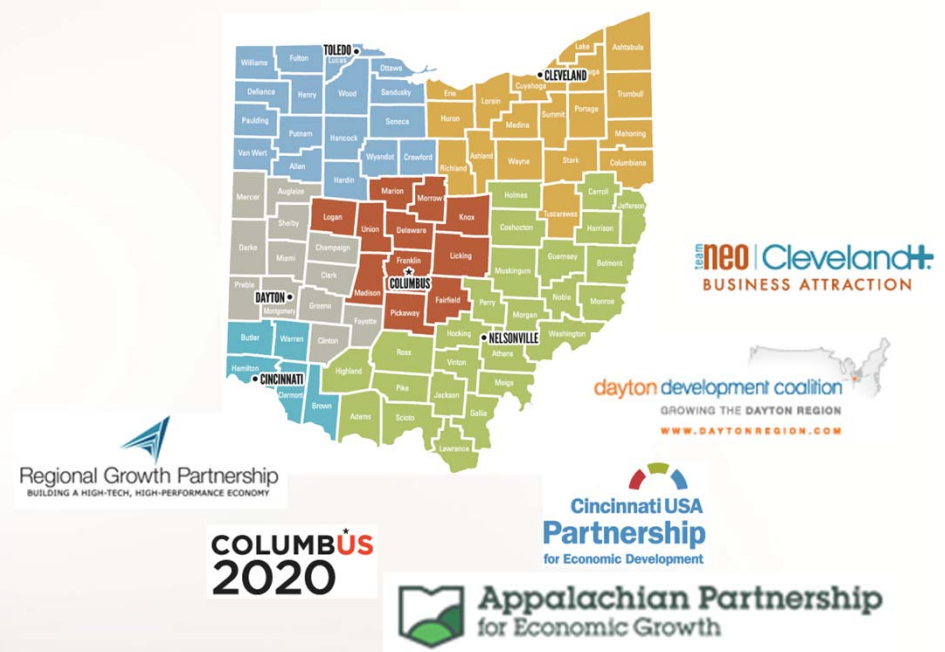 TOLEDO
Williams
Fulton
Lucas
Ottawa
Defiance
Henry
Wood
Sandusky
Paulding
Putnam
Hancock
Seneca
Van Wert
Allen
Wyandot
Crawford
Hardin
Lake
Ashtabula
CLEVELAND
Cuyahoga
Erie
Lorain
Trumbull
Huron
Medina
Summit
Portage
Mahoning
Richland
Ashland
Wayne
Stark
Columbiana
Tuscarawas
Mercer
Auglaize
Shelby
Darke
Miami
Champaign
Clark
Preble
DAYTON
Montgomery
Greene
Fayette
Clinton
Logan
Union
Marion
Morrow
Delaware
Knox
Franklin
COLUMBUS
Licking
Madison
Fairfield
Pickaway
Holmes
Carroll
Jefferson
Coshocton
Harrison
Guernsey
Belmont
Muskingum
Noble
Monroe
Perry
Morgan
Washington
Hocking
NELSONVILLE
Athens
Ross
Vinton
Meigs
Highland
Pike
Jackson
Gallia
Adams
Scioto
Lawrence
Butler
Warren
Hamilton
CINCINNATI
Clermont
Brown
team neo Cleveland+
BUSINESS ATTRACTION
dayton development coalition
GROWING THE DAYTON REGION
WWW.DAYTONREGION.COM
Regional Growth Partnership
BUILDING A HIGH-TECH, HIGH-PERFORMANCE ECONOMY
Cincinnati USA
Partnership
for Economic Development
COLUMBUS
2020
Appalachian Partnership
for Economic Growth